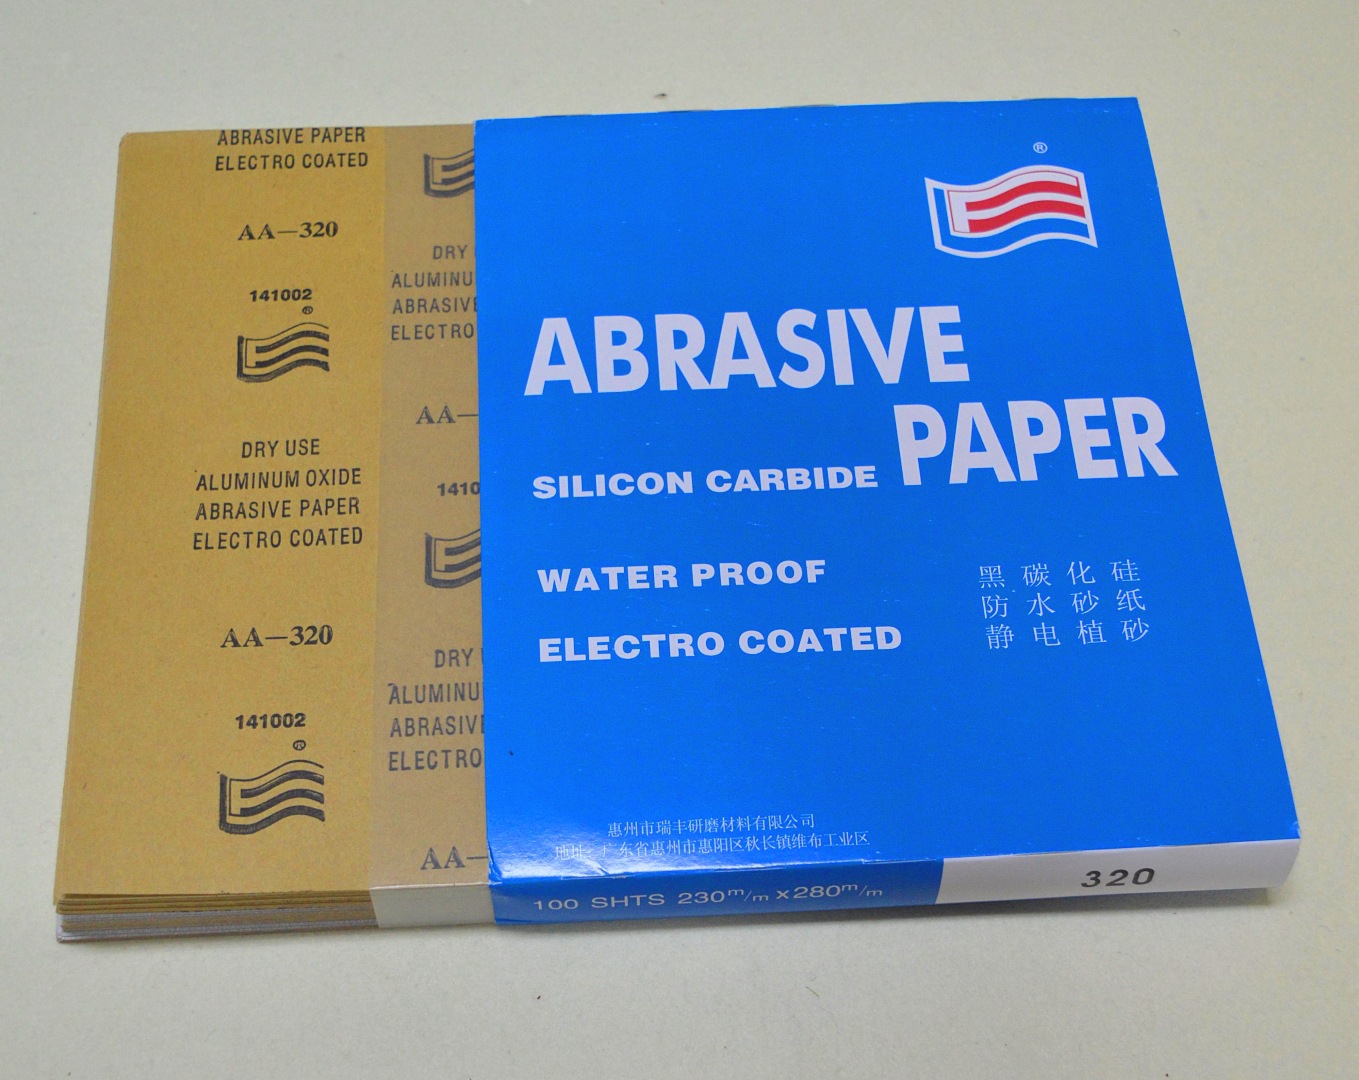 ABRASIVE PAPER
ELECTRO COATED
AA—320
141002
®
DRY USE
ALUMINUM OXIDE
ABRASIVE PAPER
ELECTRO COATED
AA—320
141002
®
DRY
ALUMINU
ABRASIVE
ELECTRO
AA—
1410
DRY
ALUMINU
ABRASIVE
ELECTRO
AA—
®
ABRASIVE
PAPER
SILICON CARBIDE
WATER PROOF
ELECTRO COATED
黑碳化硅
防水砂纸
静电植砂
惠州市瑞丰研磨材料有限公司
地址：广东省惠州市惠阳区秋长镇维布工业区
100 SHTS 230m/m x280m/m
320